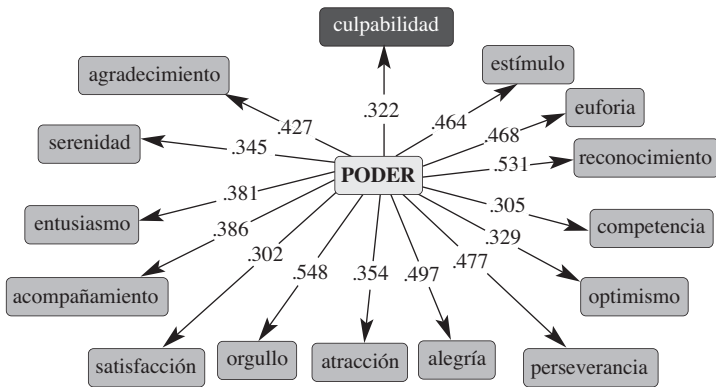 culpabilidad
agradecimiento
estímulo
euforia
serenidad
reconocimiento
entusiasmo
competencia
acompañamiento
optimismo
satisfacción
orgullo
atracción
alegría
perseverancia
PODER
.322
.427
.464
.468
.345
.531
.381
.305
.386
.329
.302
.548
.354
.497
.477